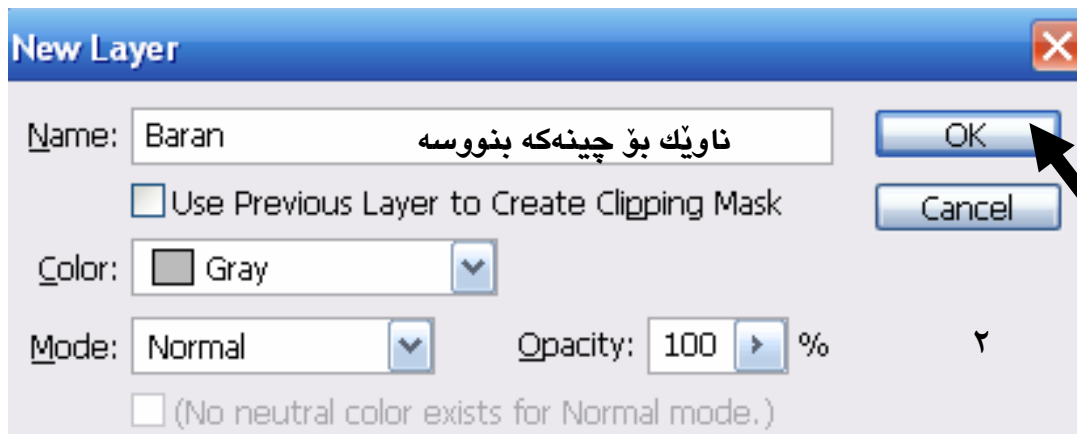 New Layer
Name: Baran ناوێك بۆ چینەكە بنووسە OK
Use Previous Layer to Create Clipping Mask Cancel
Color: Gray
Mode: Normal Opacity: 100 % ٢
(No neutral color exists for Normal mode.)